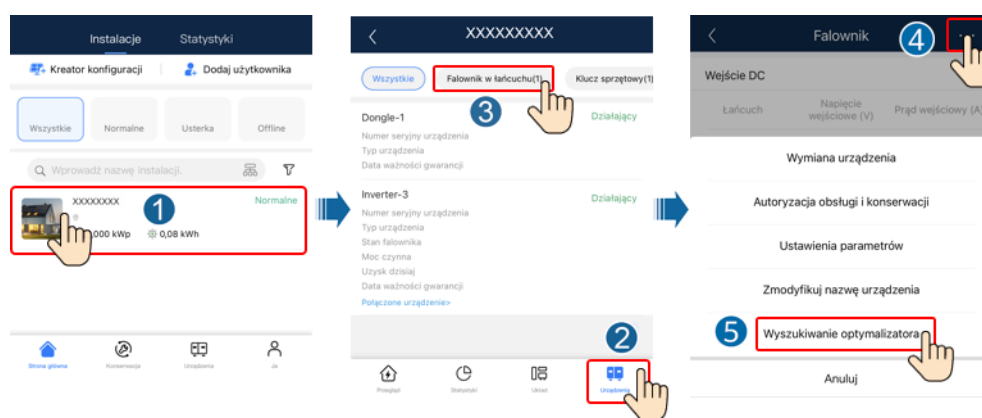 Instalacje Statystyki
Kreator konfiguracji Dodaj użytkownika
Wszystkie Normalne Usterka Offline
Wprowadź nazwę instalacji.
XXXXXXXX Normalne
1
000 kWp 0,08 kWh
Strona główna Konserwacja Urządzenia Ja
XXXXXXXXX
Wszystkie Falownik w łańcuchu(1) Klucz sprzętowy(1)
3
Dongle-1 Działający
Numer seryjny urządzenia
Typ urządzenia
Data ważności gwarancji
Inverter-3 Działający
Numer seryjny urządzenia
Typ urządzenia
Stan falownika
Moc czynna
Uzysk dzisiaj
Data ważności gwarancji
Połączone urządzenie>
2
Przegląd Statystyki Układ Urządzenia
Falownik 4 ...
Wejście DC
Łańcuch Napięcie wejściowe (V) Prąd wejściowy (A)
Wymiana urządzenia
Autoryzacja obsługi i konserwacji
Ustawienia parametrów
Zmodyfikuj nazwę urządzenia
5 Wyszukiwanie optymalizatora
Anuluj